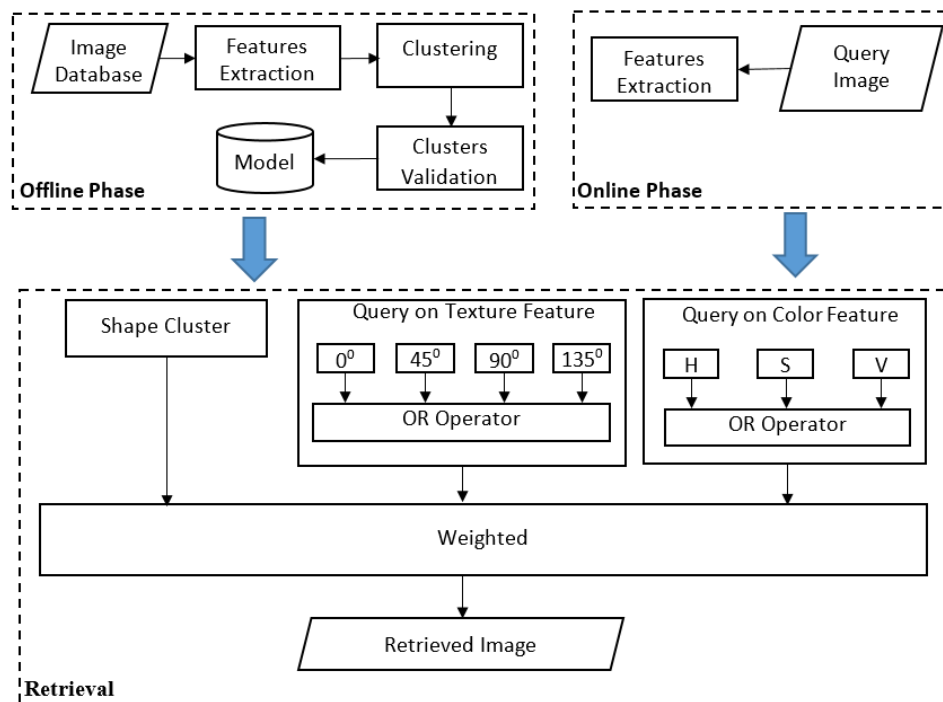 Image
Database
Features
Extraction
Clustering
Model
Clusters
Validation
Offline Phase
Features
Extraction
Query
Image
Online Phase
Shape Cluster
Query on Texture Feature
0⁰
45⁰
90⁰
135⁰
OR Operator
Query on Color Feature
H
S
V
OR Operator
Weighted
Retrieved Image
Retrieval